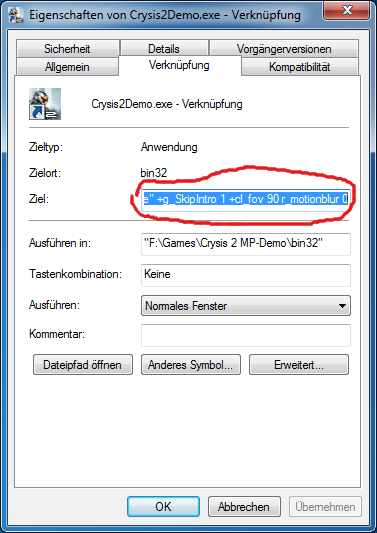 Eigenschaften von Crysis2Demo.exe - Verknüpfung
Sicherheit Details Vorgängerversionen
Allgemein Verknüpfung Kompatibilität
Crysis2Demo.exe - Verknüpfung
Zieltyp: Anwendung
Zielort: bin32
Ziel: e" +g_SkipIntro 1 +cl_fov 90 r_motionblur 0
Ausführen in: "F:\Games\Crysis 2 MP-Demo\bin32"
Tastenkombination: Keine
Ausführen: Normales Fenster
Kommentar:
Dateipfad öffnen Anderes Symbol... Erweitert...
OK Abbrechen Übernehmen